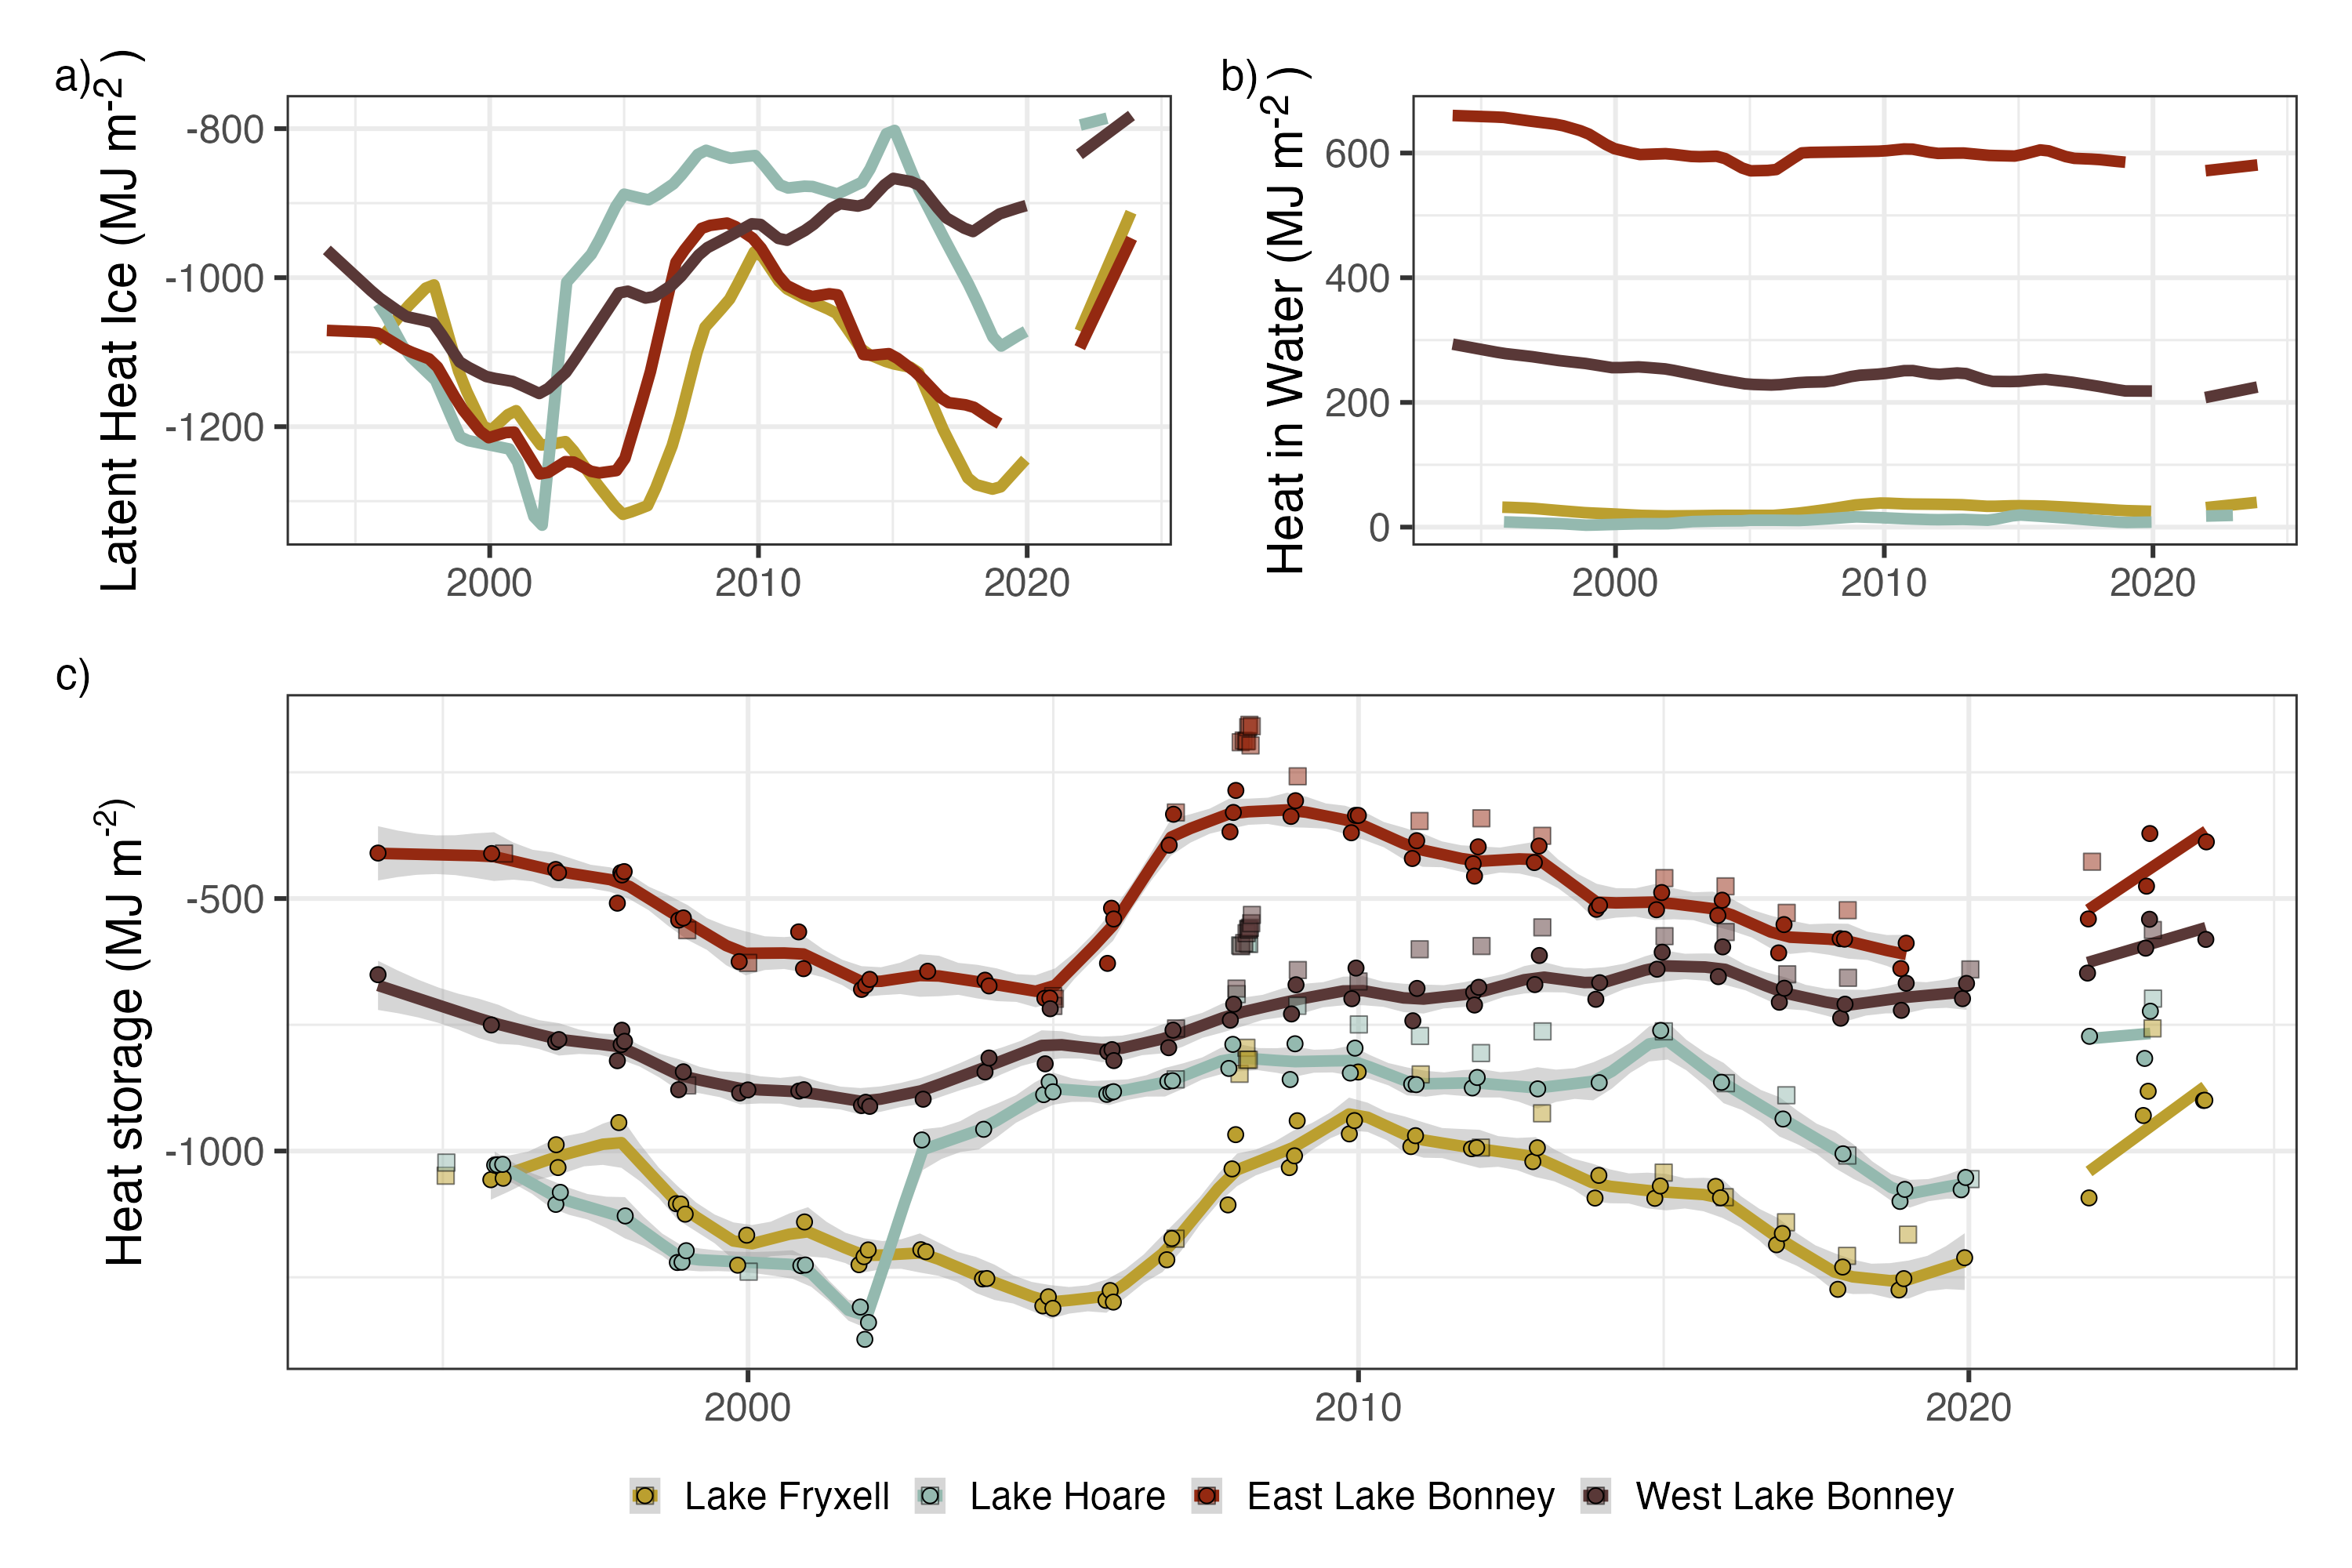 a)
Latent Heat Ice (MJ m-2)
-800
-1000
-1200
2000 2010 2020
b)
Heat in Water (MJ m-2)
600
400
200
0
2000 2010 2020
c)
Heat storage (MJ m-2)
-500
-1000
2000 2010 2020
Lake Fryxell Lake Hoare East Lake Bonney West Lake Bonney